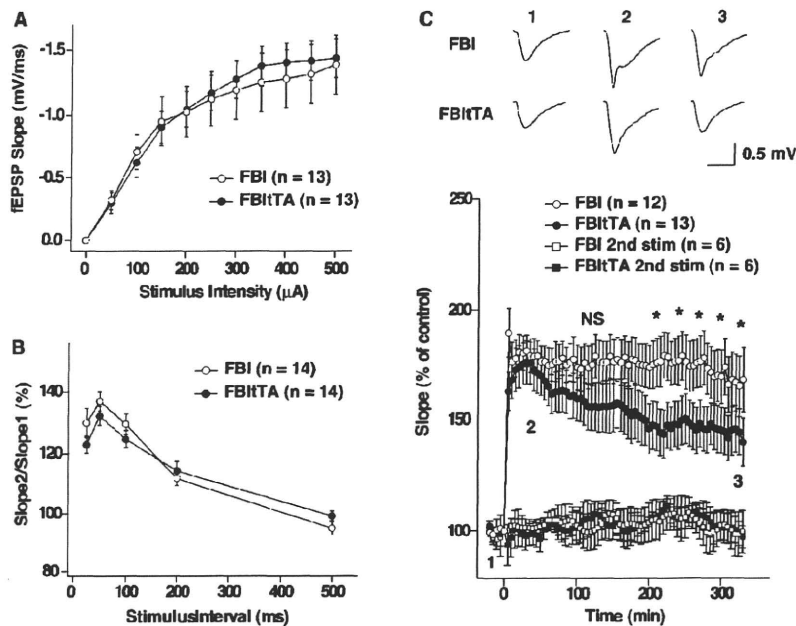 A
fEPSP Slope (mV/ms)
-1.5
-1.0
-0.5
0.0
FBI (n = 13)
FBItTA (n = 13)
0 100 200 300 400 500
Stimulus Intensity (μA)
B
Slope2/Slope1 (%)
140
120
100
80
FBI (n = 14)
FBItTA (n = 14)
0 100 200 300 400 500
StimulusInterval (ms)
C
1 2 3
FBI
FBItTA
0.5 mV
Slope (% of control)
250
200
150
100
FBI (n = 12)
FBItTA (n = 13)
FBI 2nd stim (n = 6)
FBItTA 2nd stim (n = 6)
NS * * * * *
2
3
1
0 100 200 300
Time (min)